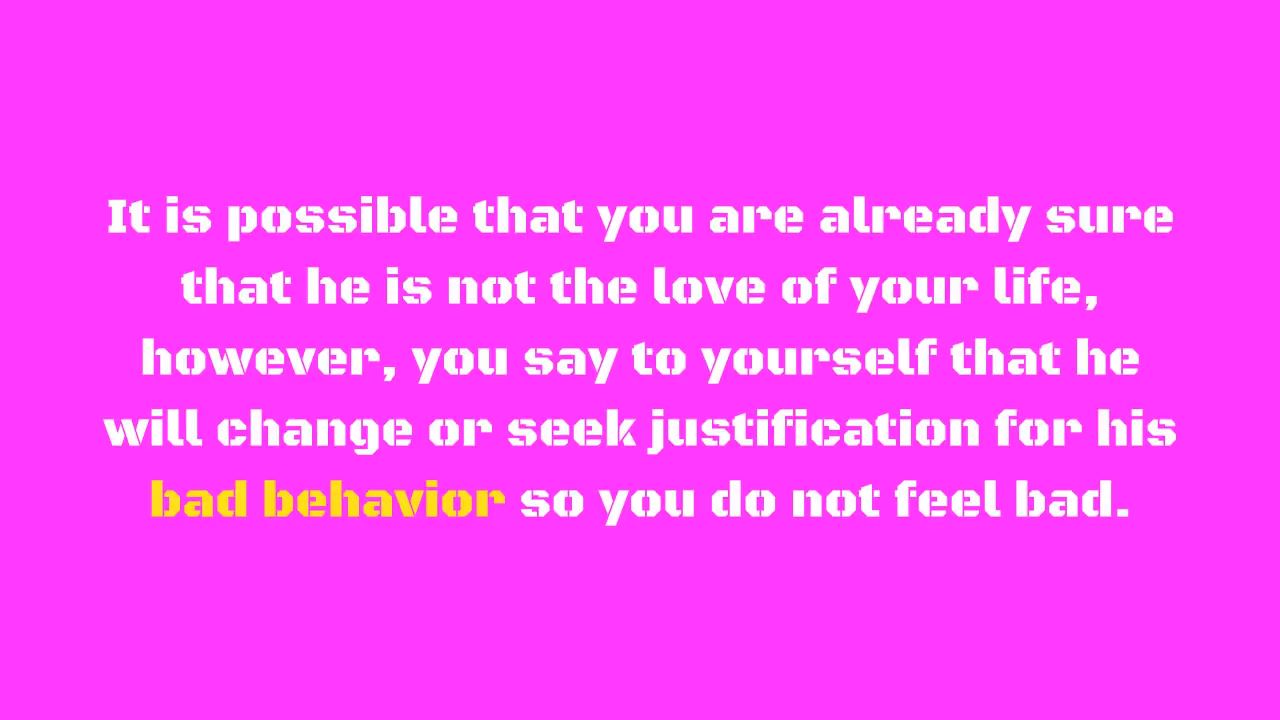 It is possible that you are already sure
that he is not the love of your life,
however, you say to yourself that he
will change or seek justification for his
bad behavior so you do not feel bad.